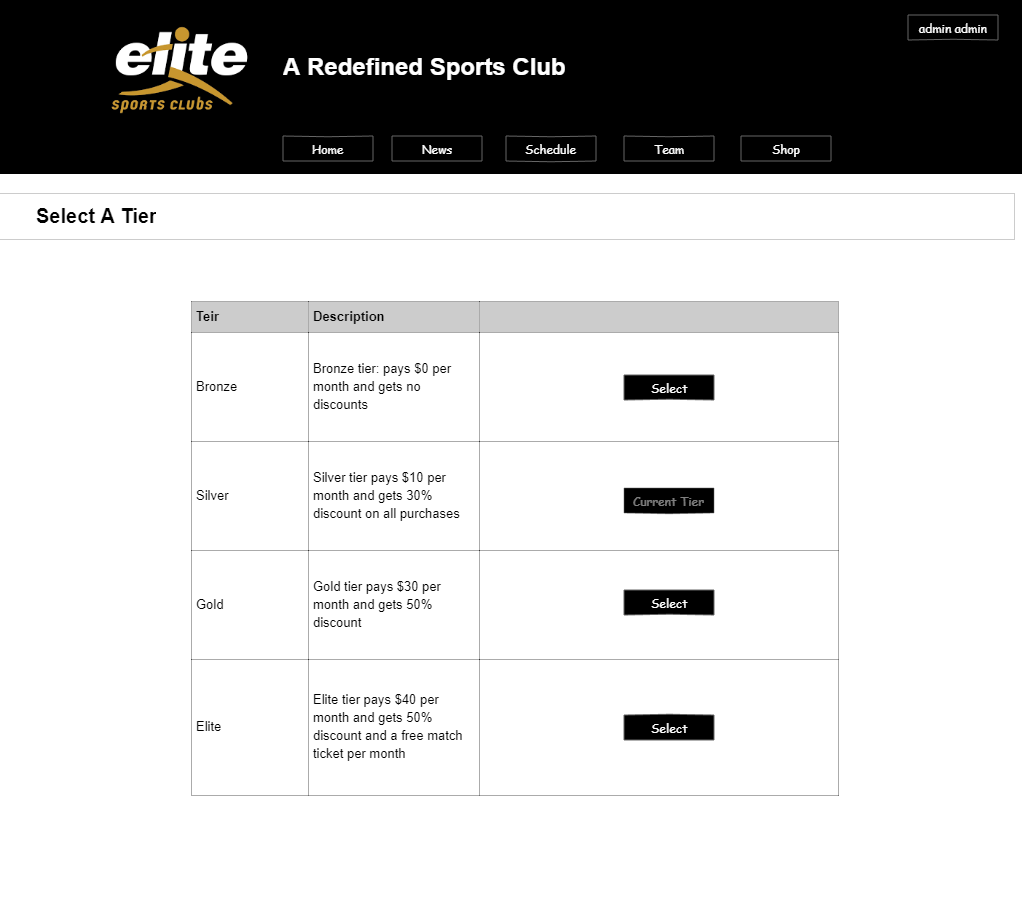 admin admin
elite
SPORTS CLUBS
A Redefined Sports Club
Home
News
Schedule
Team
Shop
Select A Tier
Teir
Description
Bronze
Bronze tier: pays $0 per
month and gets no
discounts
Select
Silver
Silver tier pays $10 per
month and gets 30%
discount on all purchases
Current Tier
Gold
Gold tier pays $30 per
month and gets 50%
discount
Select
Elite
Elite tier pays $40 per
month and gets 50%
discount and a free match
ticket per month
Select